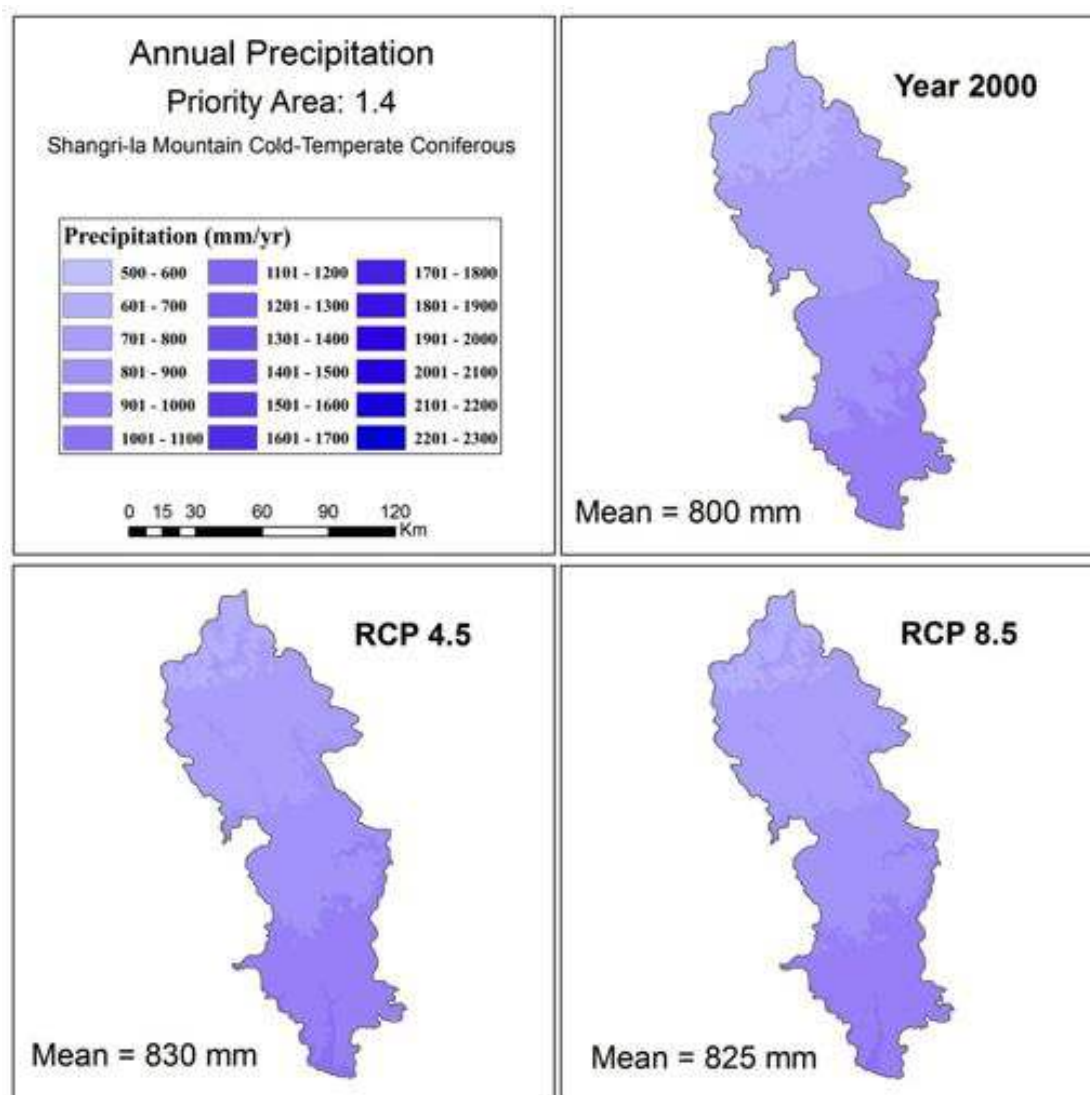 Annual Precipitation
Priority Area: 1.4
Shangri-la Mountain Cold-Temperate Coniferous
Precipitation (mm/yr)
500 - 600
601 - 700
701 - 800
801 - 900
901 - 1000
1001 - 1100
1101 - 1200
1201 - 1300
1301 - 1400
1401 - 1500
1501 - 1600
1601 - 1700
1701 - 1800
1801 - 1900
1901 - 2000
2001 - 2100
2101 - 2200
2201 - 2300
0 15 30 60 90 120
Km
Year 2000
Mean = 800 mm
RCP 4.5
Mean = 830 mm
RCP 8.5
Mean = 825 mm